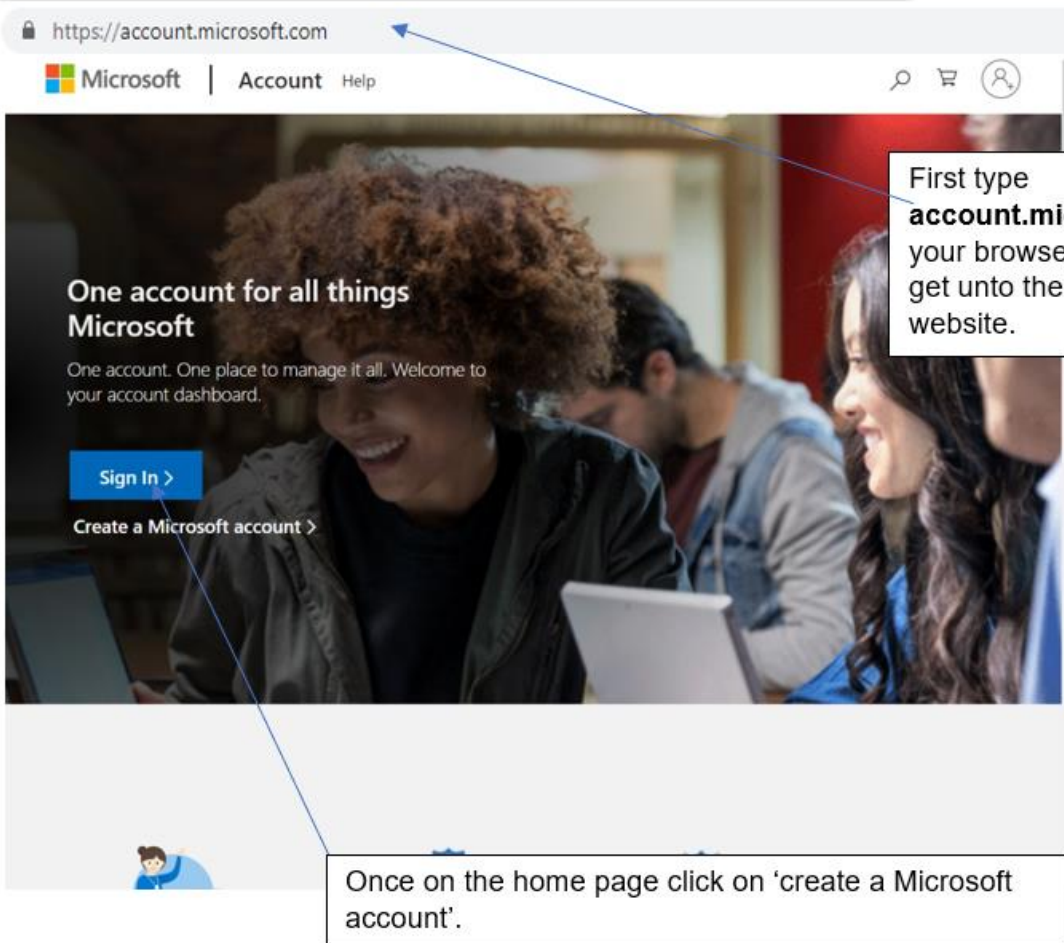 https://account.microsoft.com
Microsoft | Account Help
First type
account.mi
your browse
get unto the
website.
One account for all things
Microsoft
One account. One place to manage it all. Welcome to
your account dashboard.
Sign In >
Create a Microsoft account >
Once on the home page click on ‘create a Microsoft
account’.